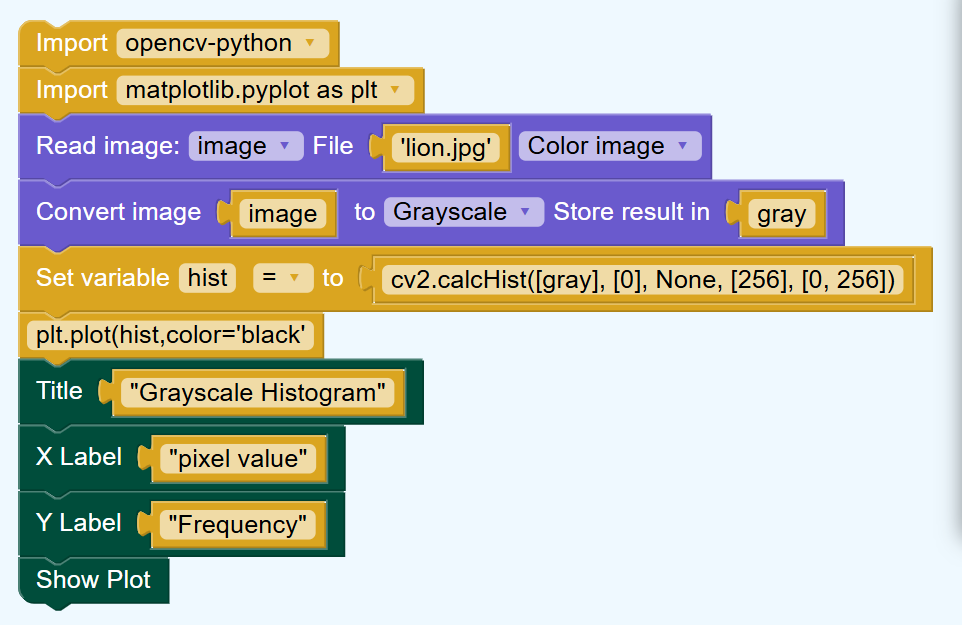 Import opencv-python
Import matplotlib.pyplot as plt
Read image: image File 'lion.jpg' Color image
Convert image image to Grayscale Store result in gray
Set variable hist = to cv2.calcHist([gray], [0], None, [256], [0, 256])
plt.plot(hist,color='black'
Title "Grayscale Histogram"
X Label "pixel value"
Y Label "Frequency"
Show Plot